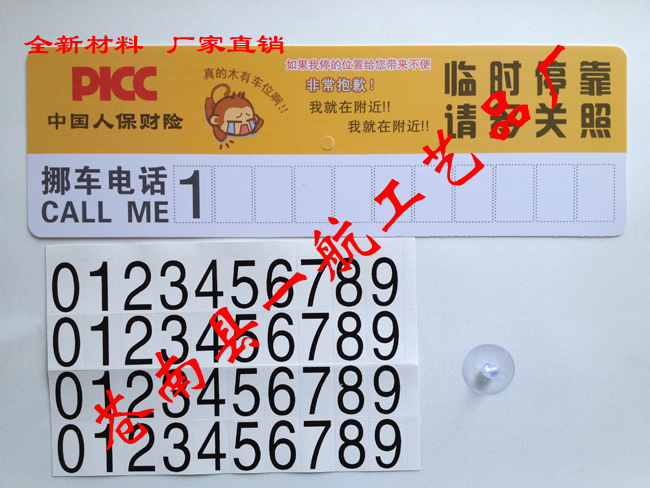 全新材料 厂家直销
PICC
中国人保财险
真的木有车位啊!!
如果我停的位置给您带来不便
非常抱歉!
我就在附近!!
我就在附近!!
临时停靠
请多关照
挪车电话
CALL ME
1
0123456789
0123456789
0123456789
0123456789
苍南县一航工艺品厂